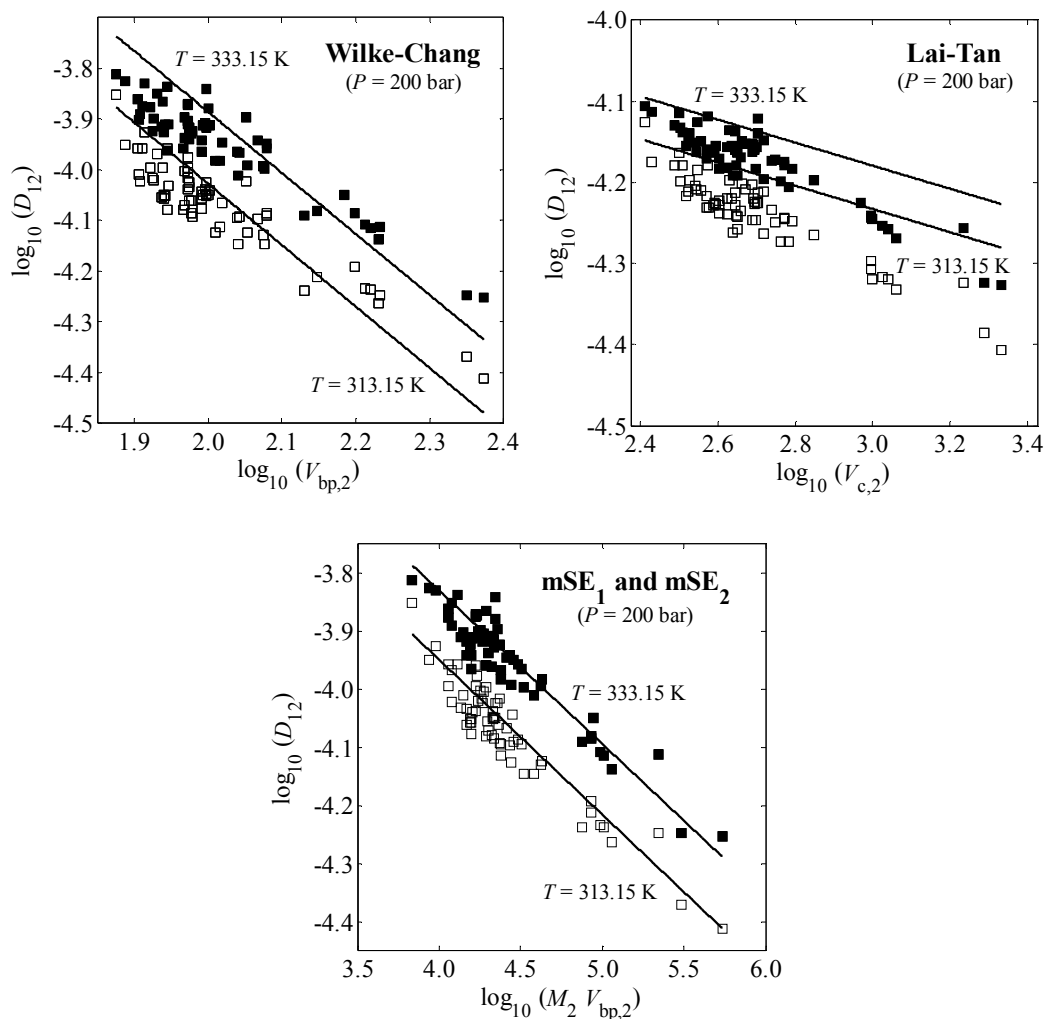 Wilke-Chang
(P = 200 bar)
T = 333.15 K
T = 313.15 K
-3.8
-3.9
-4.0
-4.1
-4.2
-4.3
-4.4
-4.5
log10 (D12)
1.9
2.0
2.1
2.2
2.3
2.4
log10 (Vbp,2)
Lai-Tan
(P = 200 bar)
T = 333.15 K
T = 313.15 K
-4.0
-4.1
-4.2
-4.3
-4.4
-4.5
log10 (D12)
2.4
2.6
2.8
3.0
3.2
3.4
log10 (Vc,2)
mSE1 and mSE2
(P = 200 bar)
T = 333.15 K
T = 313.15 K
-3.8
-3.9
-4.0
-4.1
-4.2
-4.3
-4.4
log10 (D12)
3.5
4.0
4.5
5.0
5.5
6.0
log10 (M2 Vbp,2)